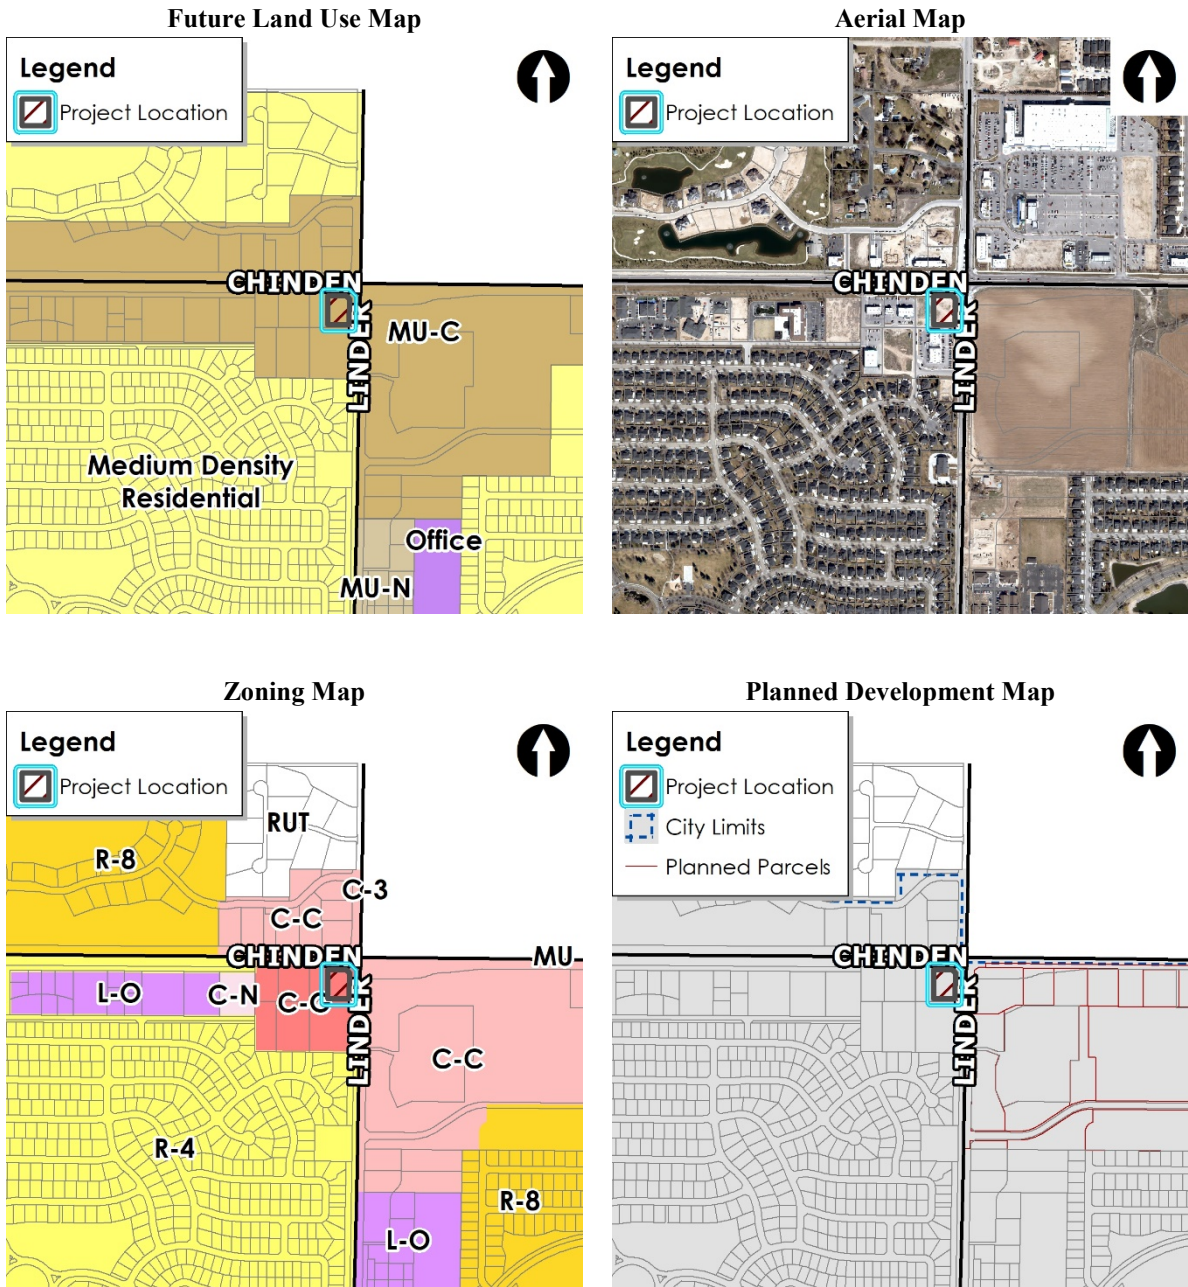 Future Land Use Map
Legend
Project Location
CHINDEN
LINDER
MU-C
Medium Density
Residential
Office
MU-N
Aerial Map
Legend
Project Location
CHINDEN
LINDER
Zoning Map
Legend
Project Location
RUT
R-8
C-3
C-C
CHINDEN
MU
L-O
C-N
C-G
LINDER
C-C
R-4
R-8
L-O
Planned Development Map
Legend
Project Location
City Limits
Planned Parcels
CHINDEN
LINDER